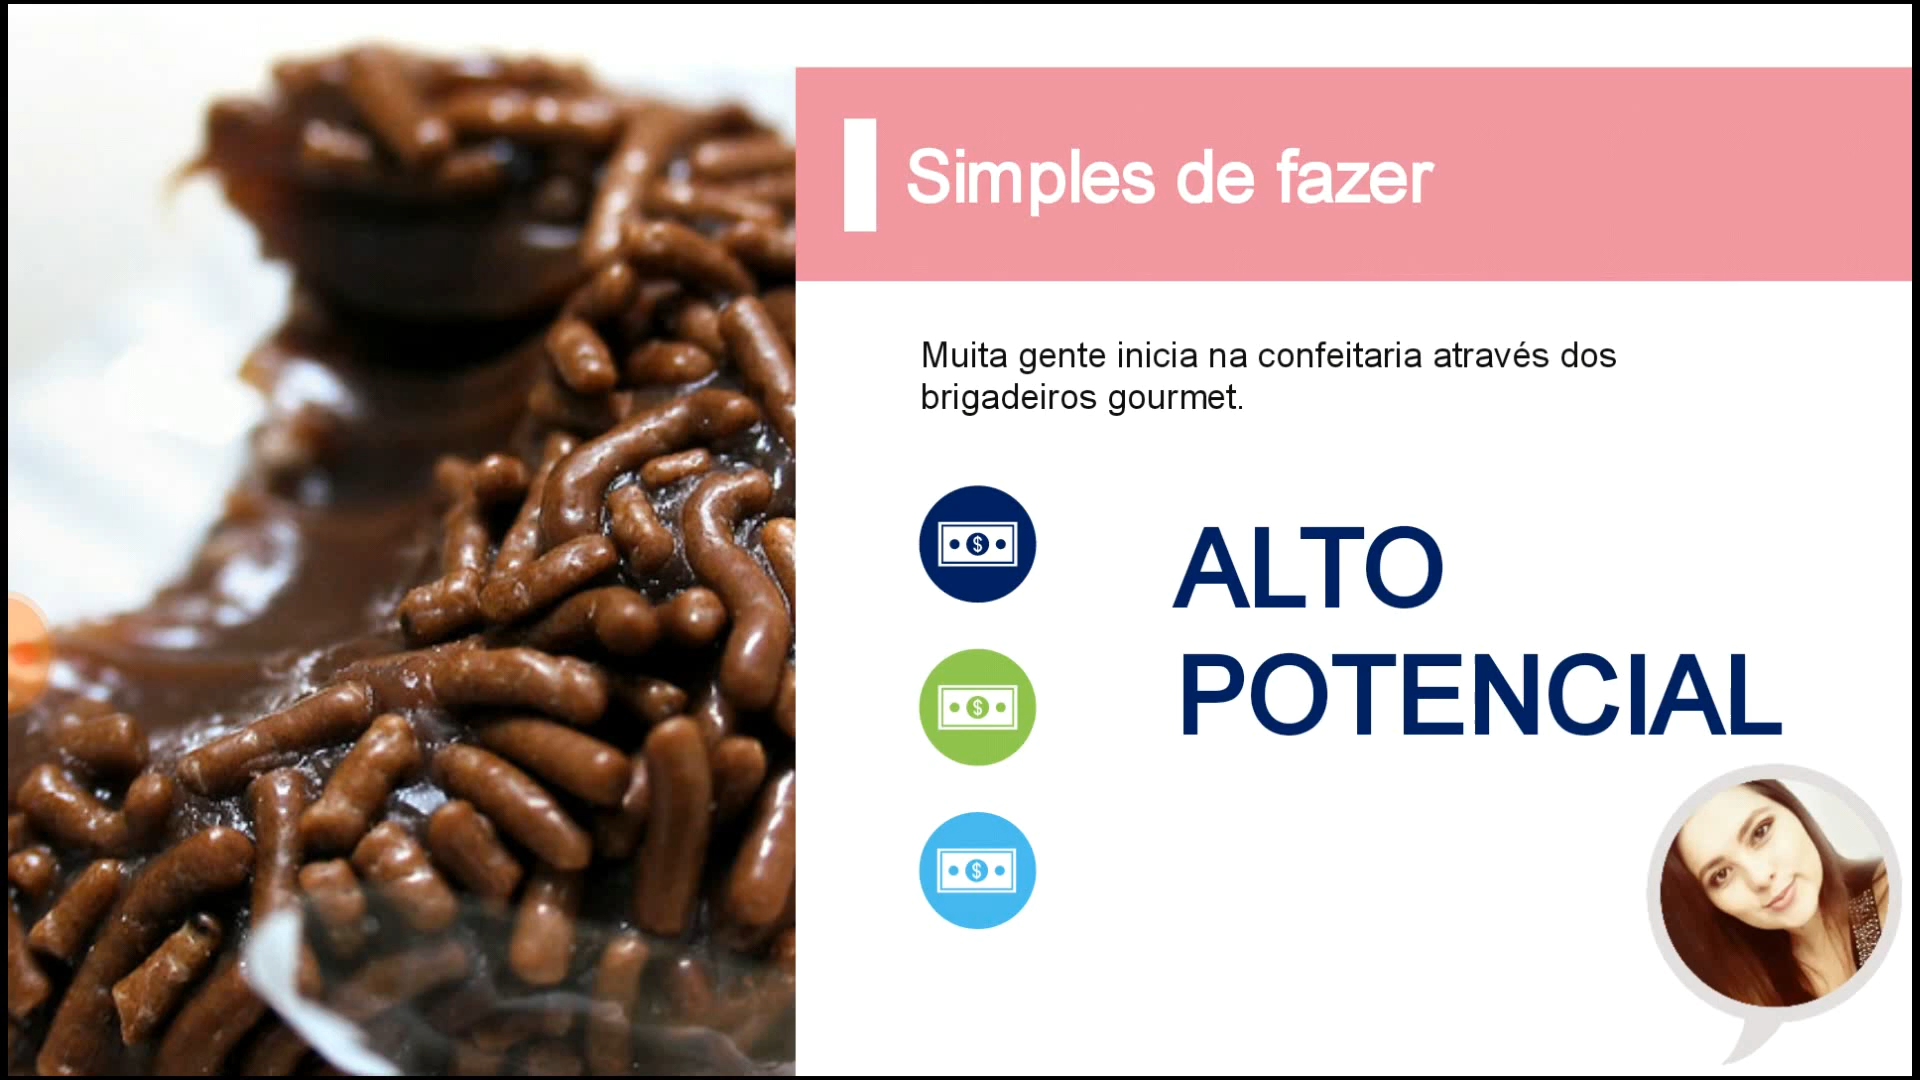 Simples de fazer
Muita gente inicia na confeitaria através dos
brigadeiros gourmet.
$
ALTO
$
POTENCIAL
$